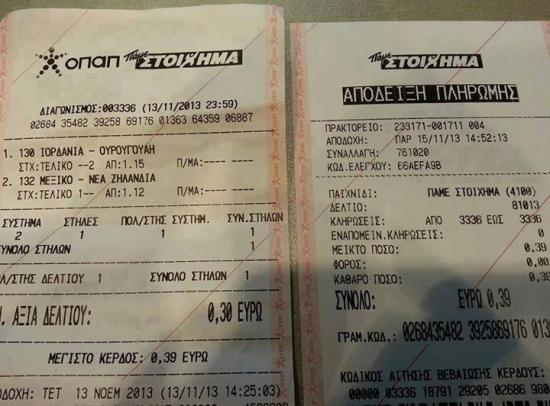 οπαπ Πάμε ΣΤΟΙΧΗΜΑ
ΔΙΑΓΩΝΙΣΜΟΣ:003336 (13/11/2013 23:59)
02684 35482 39258 69176 01363 64359 06887
1. 130 ΙΟΡΔΑΝΙΑ - ΟΥΡΟΥΓΟΥΑΗ
ΣΤΧ:ΤΕΛΙΚΟ --2 ΑΠ:1.15 Π/ΜΑ:---
2. 132 ΜΕΞΙΚΟ - ΝΕΑ ΖΗΛΑΝΔΙΑ
ΣΤΧ:ΤΕΛΙΚΟ 1-- ΑΠ:1.12 Π/ΜΑ:---
ΣΥΣΤΗΜΑ ΣΤΗΛΕΣ ΠΟΛ/ΣΤΗΣ ΣΥΣΤΗΜ. ΣΥΝ.ΣΤΗΛΩΝ
2 1 1 1
ΣΥΝΟΛΟ ΣΤΗΛΩΝ 1
ΟΛ/ΣΤΗΣ ΔΕΛΤΙΟΥ 1 ΣΥΝΟΛΟ ΣΤΗΛΩΝ 1
. ΑΞΙΑ ΔΕΛΤΙΟΥ: 0,30 ΕΥΡΩ
ΜΕΓΙΣΤΟ ΚΕΡΔΟΣ: 0,39 ΕΥΡΩ
ΟΔΟΧΗ: ΤΕΤ 13 ΝΟΕΜ 2013 (13/11/13 14:25:03)
Πάμε ΣΤΟΙΧΗΜΑ
ΑΠΟΔΕΙΞΗ ΠΛΗΡΩΜΗΣ
ΠΡΑΚΤΟΡΕΙΟ: 233171-001711 004
ΑΠΟΔΟΧΗ: ΠΑΡ 15/11/13 14:52:13
ΣΥΝΑΛΛΑΓΗ: 761020
ΚΩΔ.ΕΛΕΓΧΟΥ: 66AEFA9B
ΠΑΙΧΝΙΔΙ: ΠΑΜΕ ΣΤΟΙΧΗΜΑ (4100)
ΔΕΛΤΙΟ: 81013
ΚΛΗΡΩΣΕΙΣ: ΑΠΟ 3336 ΕΩΣ 3336
ΕΝΑΠΟΜΕΙΝ.ΚΛΗΡΩΣΕΙΣ: 0
ΜΕΙΚΤΟ ΠΟΣΟ: 0,39
ΦΟΡΟΣ: 0,00
ΚΑΘΑΡΟ ΠΟΣΟ: 0,39
ΣΥΝΟΛΟ: ΕΥΡΩ 0,39
ΓΡΑΜ.ΚΩΔ.: 0268435482 3925869176 013
ΚΩΔΙΚΟΣ ΑΙΤΗΣΗΣ ΒΕΒΑΙΩΣΗΣ ΚΕΡΔΟΥΣ:
00000 03336 18791 29205 02686 980